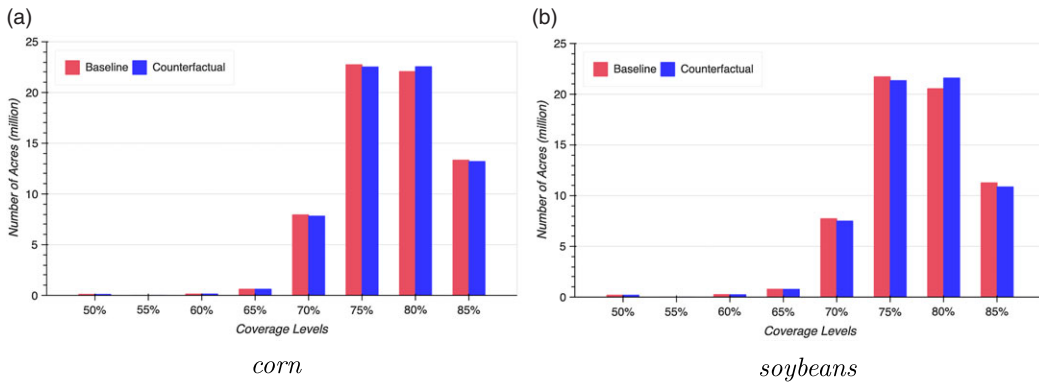 (a)
25
20
15
10
5
0
Number of Acres (million)
Baseline Counterfactual
50% 55% 60% 65% 70% 75% 80% 85%
Coverage Levels
corn
(b)
25
20
15
10
5
0
Number of Acres (million)
Baseline Counterfactual
50% 55% 60% 65% 70% 75% 80% 85%
Coverage Levels
soybeans